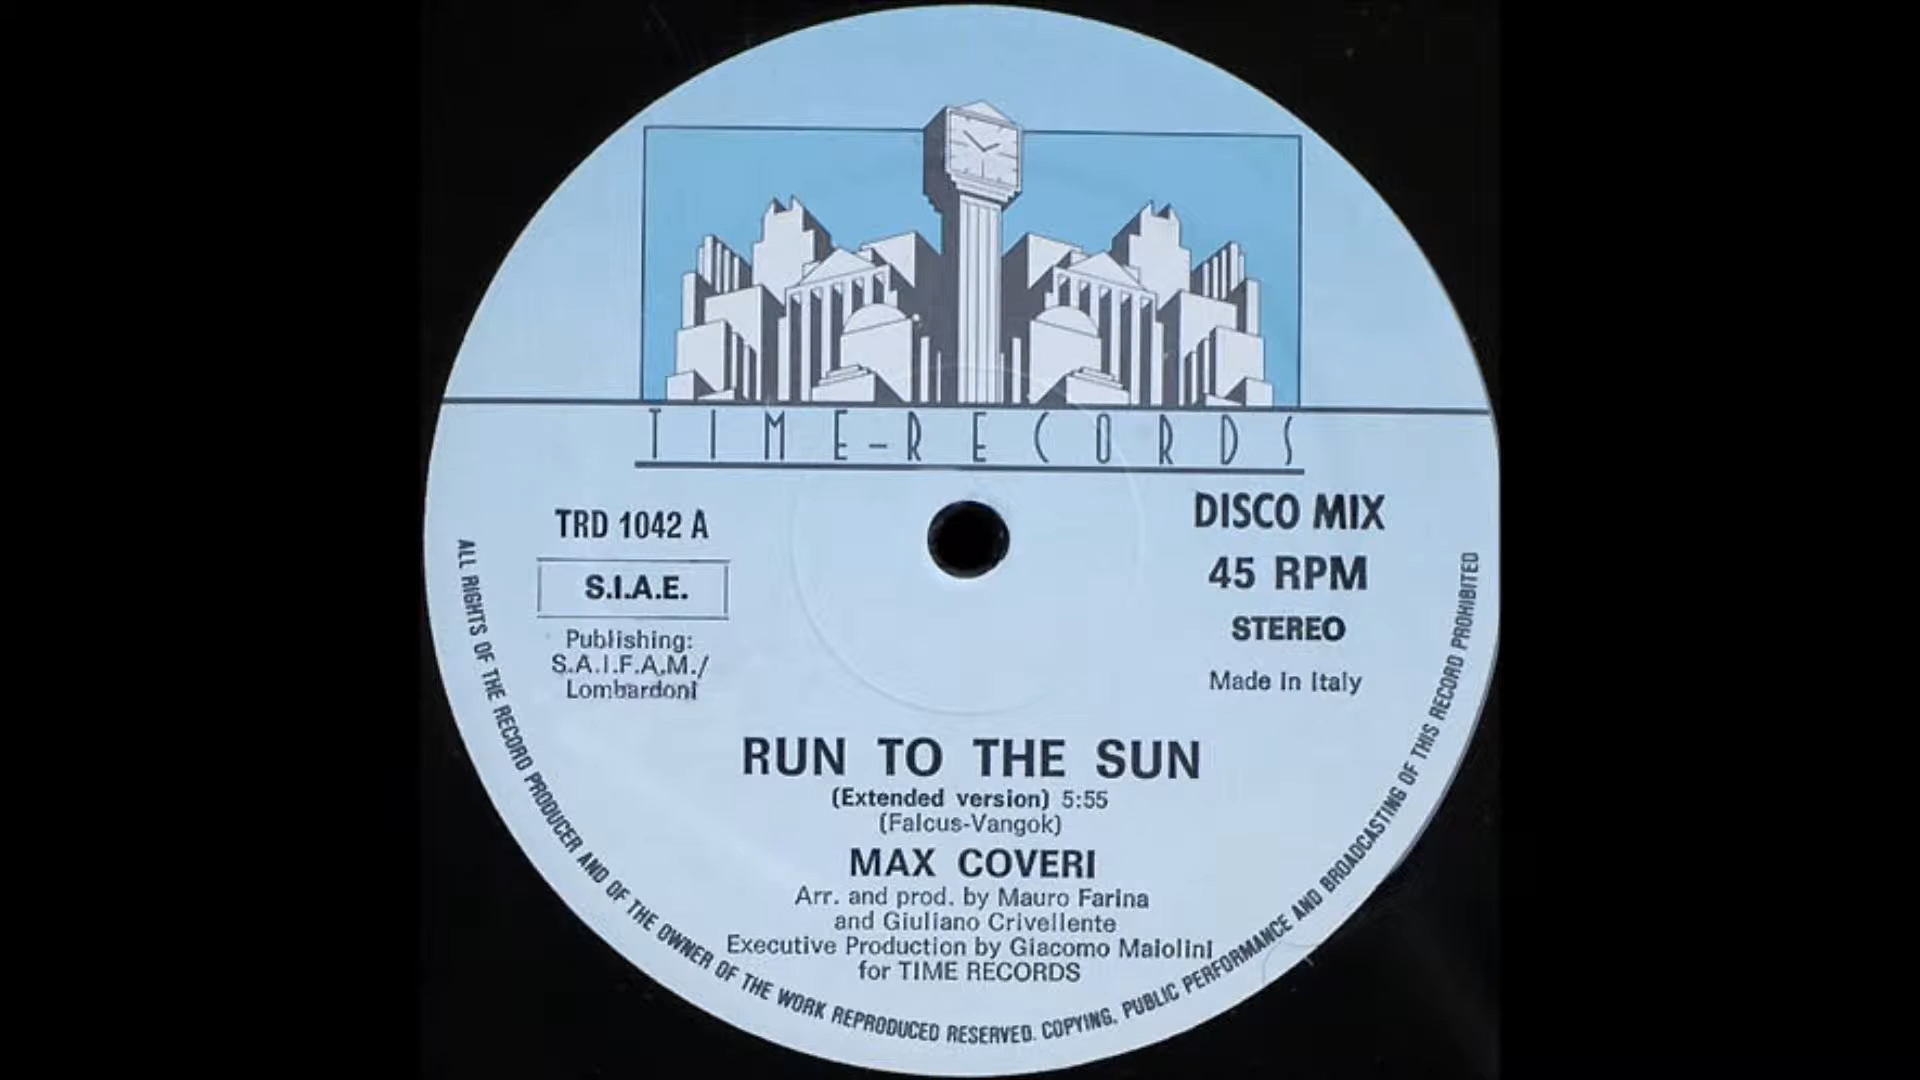 TIME-RECORDS
TRD 1042 A
S.I.A.E.
Publishing:
S.A.I.F.A.M./
Lombardoni
DISCO MIX
45 RPM
STEREO
Made in Italy
RUN TO THE SUN
(Extended version) 5:55
(Falcus-Vangok)
MAX COVERI
Arr. and prod. by Mauro Farina
and Giuliano Crivellente
Executive Production by Giacomo Maiolini
for TIME RECORDS
ALL RIGHTS OF THE RECORD PRODUCER AND OF THE OWNER OF THE WORK REPRODUCED RESERVED. COPYING, PUBLIC PERFORMANCE AND BROADCASTING OF THIS RECORD PROHIBITED